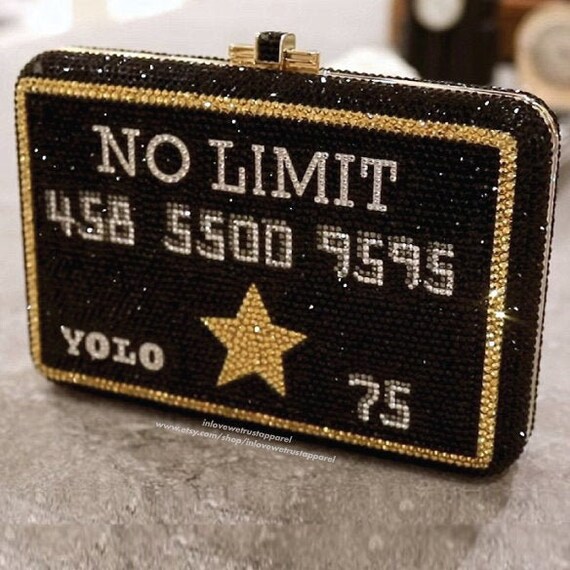 NO LIMIT
458 5500 9595
YOLO
75
inlovewetrustapparel
www.etsy.com/shop/inlovewetrustapparel